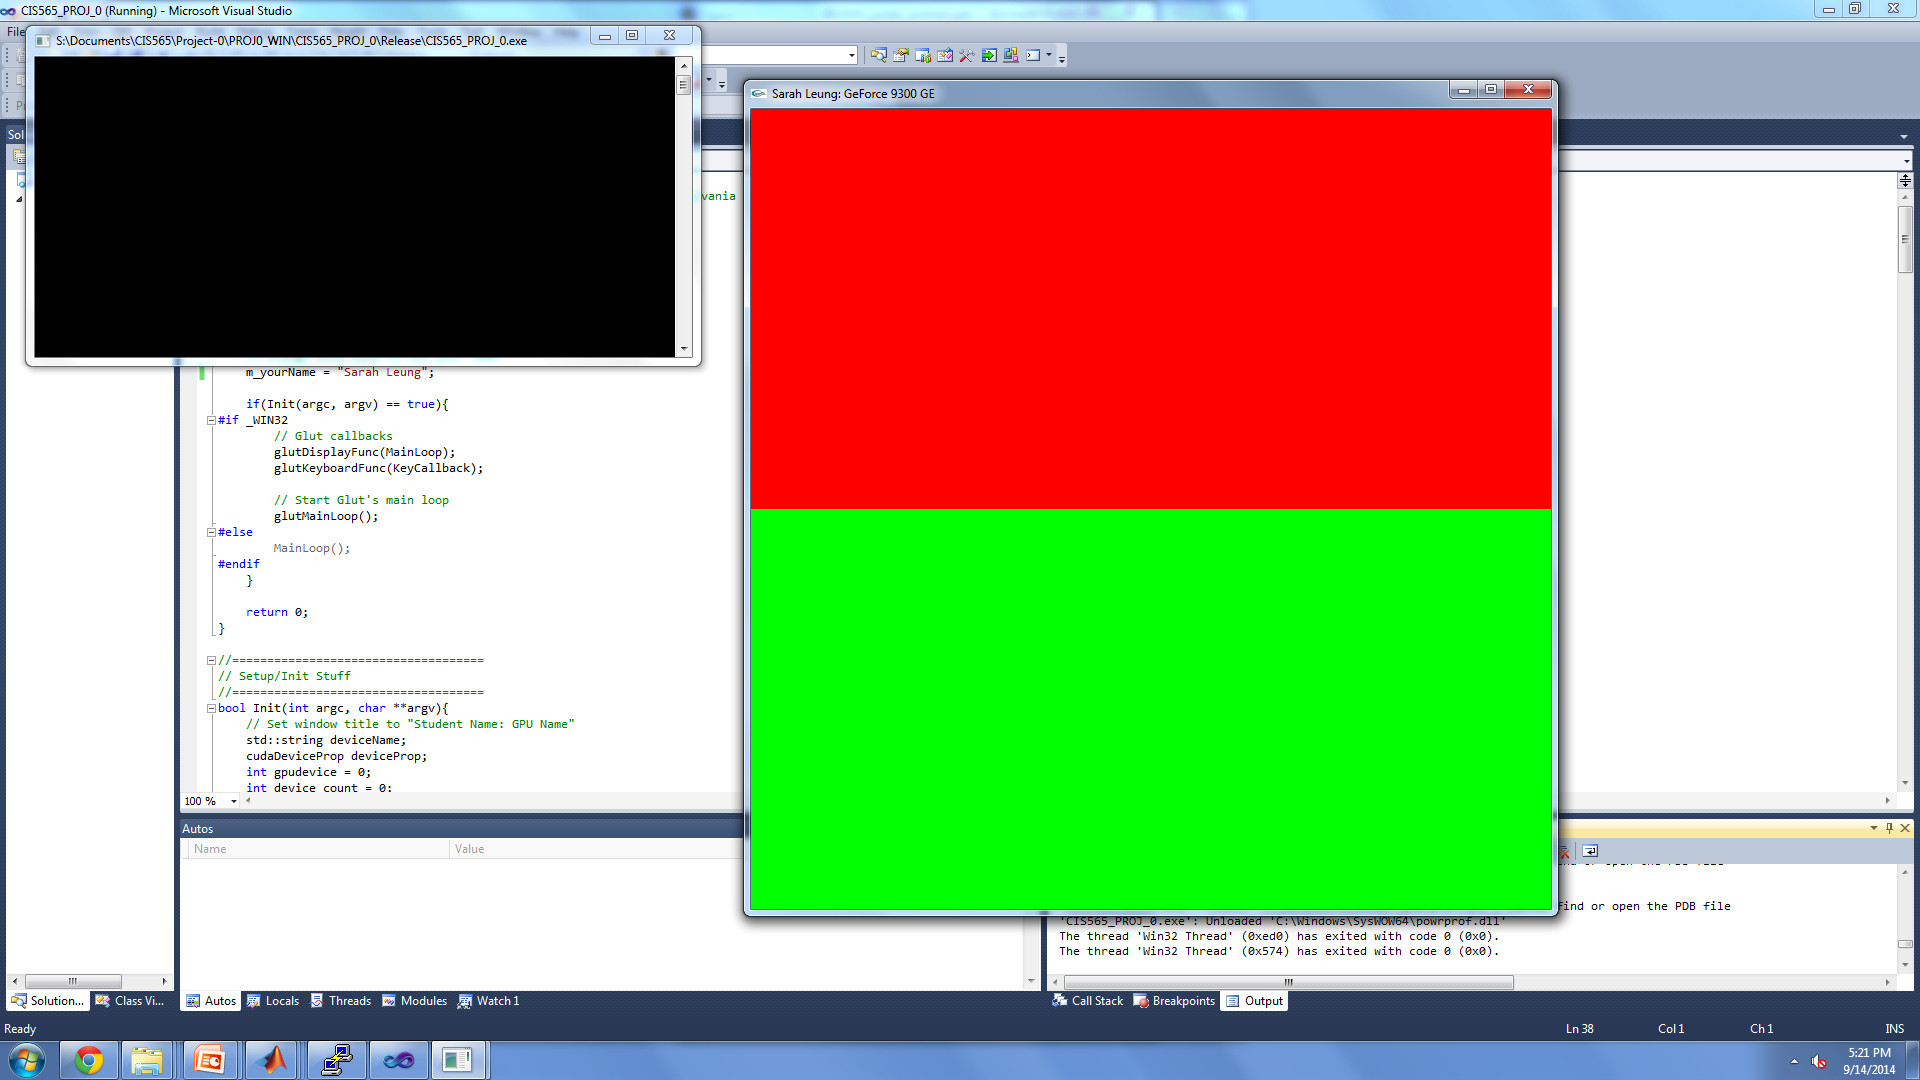 CIS565_PROJ_0 (Running) - Microsoft Visual Studio
File
S:\Documents\CIS565\Project-0\PROJ0_WIN\CIS565_PROJ_0\Release\CIS565_PROJ_0.exe
Sarah Leung: GeForce 9300 GE
Sol
vania
m_yourName = "Sarah Leung";
if(Init(argc, argv) == true){
#if _WIN32
// Glut callbacks
glutDisplayFunc(MainLoop);
glutKeyboardFunc(KeyCallback);
// Start Glut's main loop
glutMainLoop();
#else
MainLoop();
#endif
}
return 0;
}
//====================================
// Setup/Init Stuff
//====================================
bool Init(int argc, char **argv){
// Set window title to "Student Name: GPU Name"
std::string deviceName;
cudaDeviceProp deviceProp;
int gpudevice = 0;
int device_count = 0;
100 %
Autos
Name Value
find or open the PDB file
'CIS565_PROJ_0.exe': Unloaded 'C:\Windows\SysWOW64\powrprof.dll'
The thread 'Win32 Thread' (0xed0) has exited with code 0 (0x0).
The thread 'Win32 Thread' (0x574) has exited with code 0 (0x0).
Solution... Class Vi... Autos Locals Threads Modules Watch 1 Call Stack Breakpoints Output
Ready Ln 38 Col 1 Ch 1 INS
5:21 PM
9/14/2014